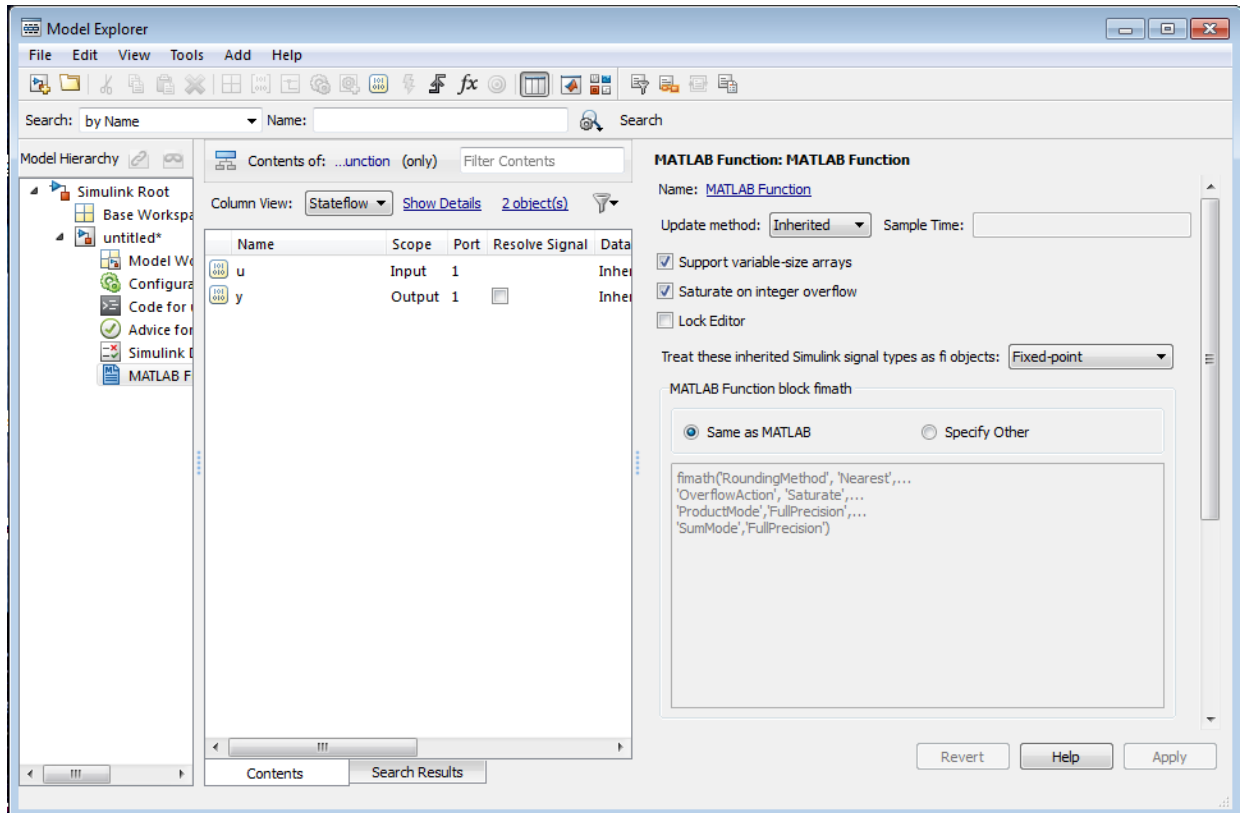 Model Explorer
File Edit View Tools Add Help
fx
Search: by Name Name: Search
Model Hierarchy
Simulink Root
Base Workspa
untitled*
Model Wo
Configura
Code for
Advice for
Simulink
MATLAB F
Contents of: ...unction (only) Filter Contents
Column View: Stateflow Show Details 2 object(s)
Name Scope Port Resolve Signal Data
u Input 1 Inher
y Output 1 Inher
Contents Search Results
MATLAB Function: MATLAB Function
Name: MATLAB Function
Update method: Inherited Sample Time:
Support variable-size arrays
Saturate on integer overflow
Lock Editor
Treat these inherited Simulink signal types as fi objects: Fixed-point
MATLAB Function block fimath
Same as MATLAB Specify Other
fimath('RoundingMethod', 'Nearest',...
'OverflowAction', 'Saturate',...
'ProductMode','FullPrecision',...
'SumMode','FullPrecision')
Revert Help Apply